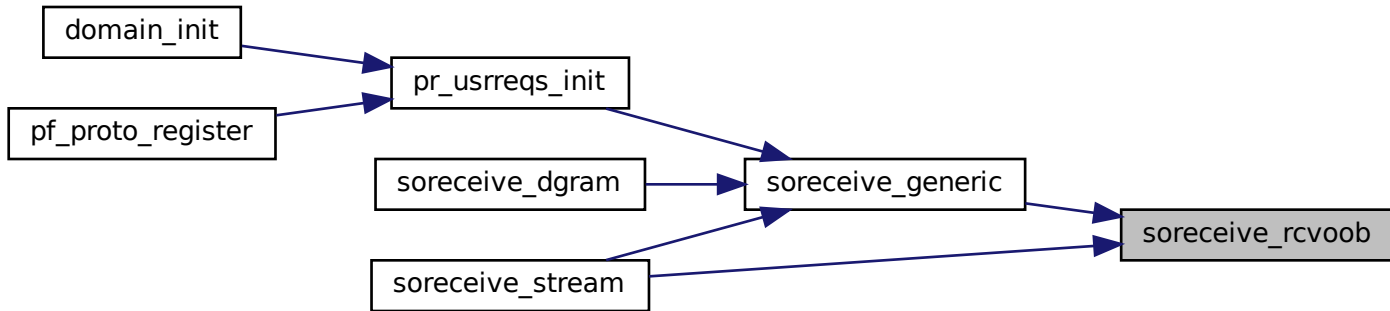 domain_init
pr_usrreqs_init
pf_proto_register
soreceive_dgram
soreceive_generic
soreceive_rcvoob
soreceive_stream